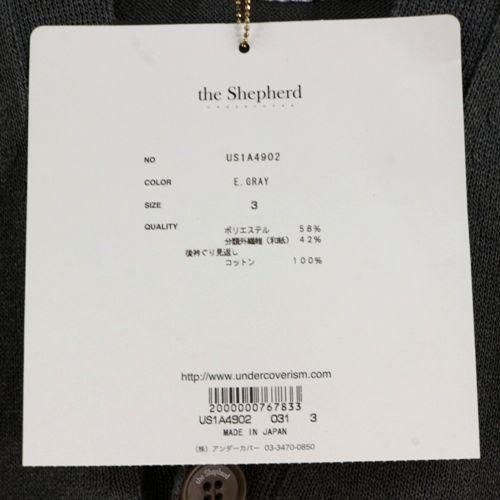 the Shepherd
UNDERCOVER
NO US1A4902
COLOR E.GRAY
SIZE 3
QUALITY ポリエステル 58%
分類外繊維(和紙) 42%
後衿ぐり見返し
コットン 100%
http://www.undercoverism.com
2000000767833
US1A4902 031 3
MADE IN JAPAN
(株) アンダーカバー 03-3470-0850
the Shepherd